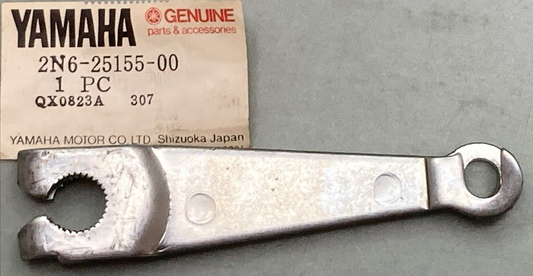 YAMAHA
GENUINE
parts & accessories
2N6-25155-00
1 PC
QX0823A 307
YAMAHA MOTOR CO LTD Shizuoka Japan